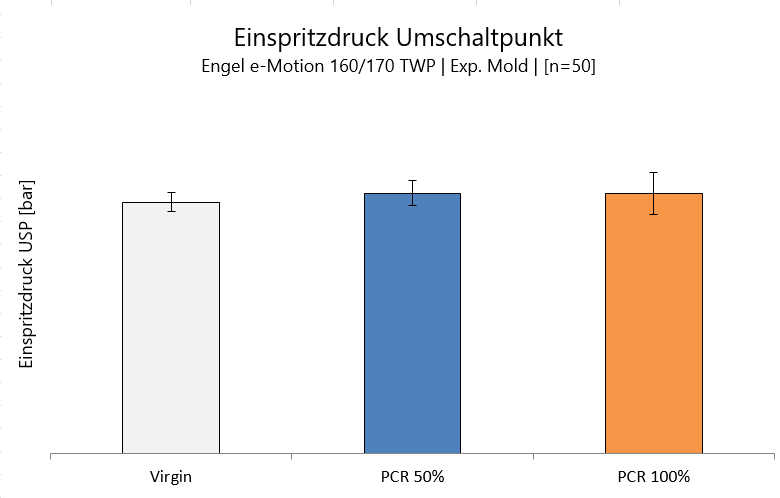 Einspritzdruck Umschaltpunkt
Engel e-Motion 160/170 TWP | Exp. Mold | [n=50]
Einspritzdruck USP [bar]
Virgin
PCR 50%
PCR 100%